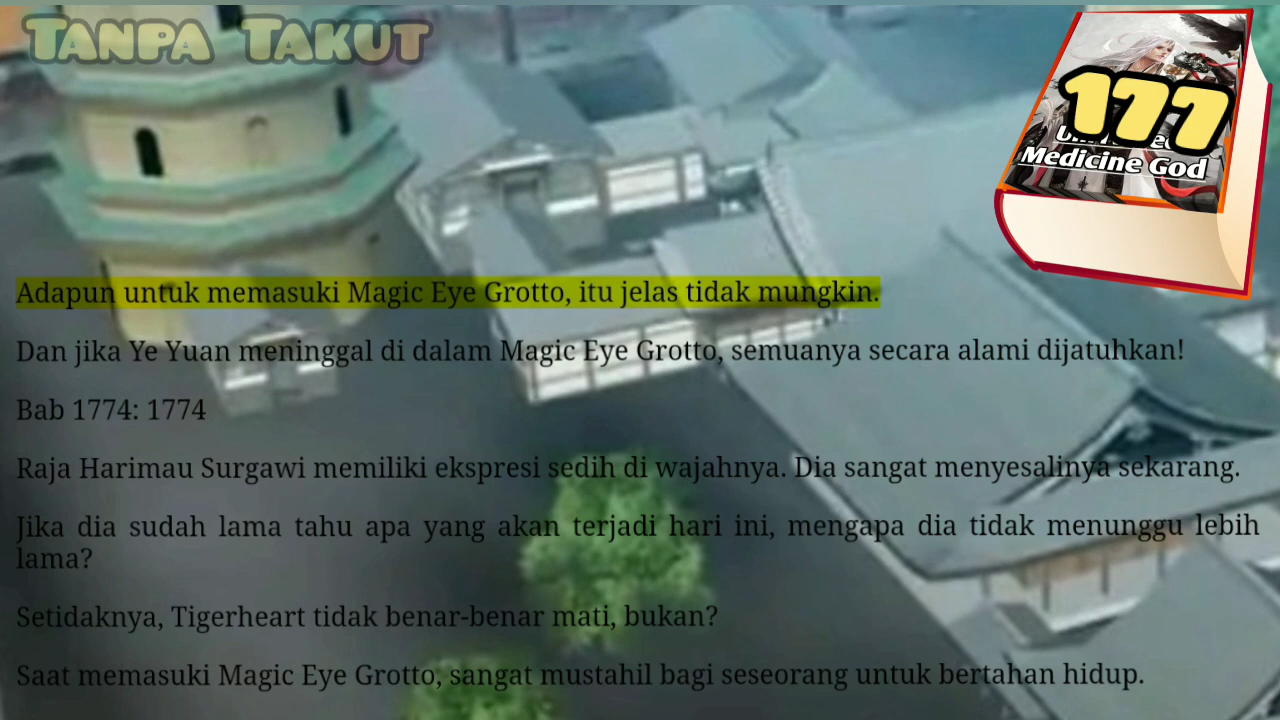 TANPA TAKUT
177
Medicine God
Adapun untuk memasuki Magic Eye Grotto, itu jelas tidak mungkin.
Dan jika Ye Yuan meninggal di dalam Magic Eye Grotto, semuanya secara alami dijatuhkan!
Bab 1774: 1774
Raja Harimau Surgawi memiliki ekspresi sedih di wajahnya. Dia sangat menyesalinya sekarang.
Jika dia sudah lama tahu apa yang akan terjadi hari ini, mengapa dia tidak menunggu lebih
lama?
Setidaknya, Tigerheart tidak benar-benar mati, bukan?
Saat memasuki Magic Eye Grotto, sangat mustahil bagi seseorang untuk bertahan hidup.